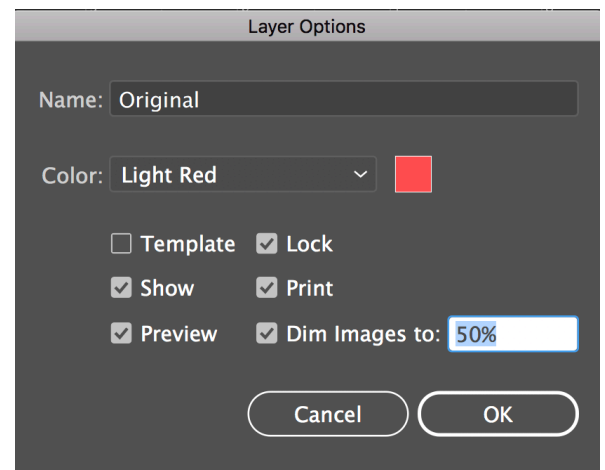 Layer Options
Name: Original
Color: Light Red
Template Lock
Show Print
Preview Dim Images to: 50%
Cancel OK